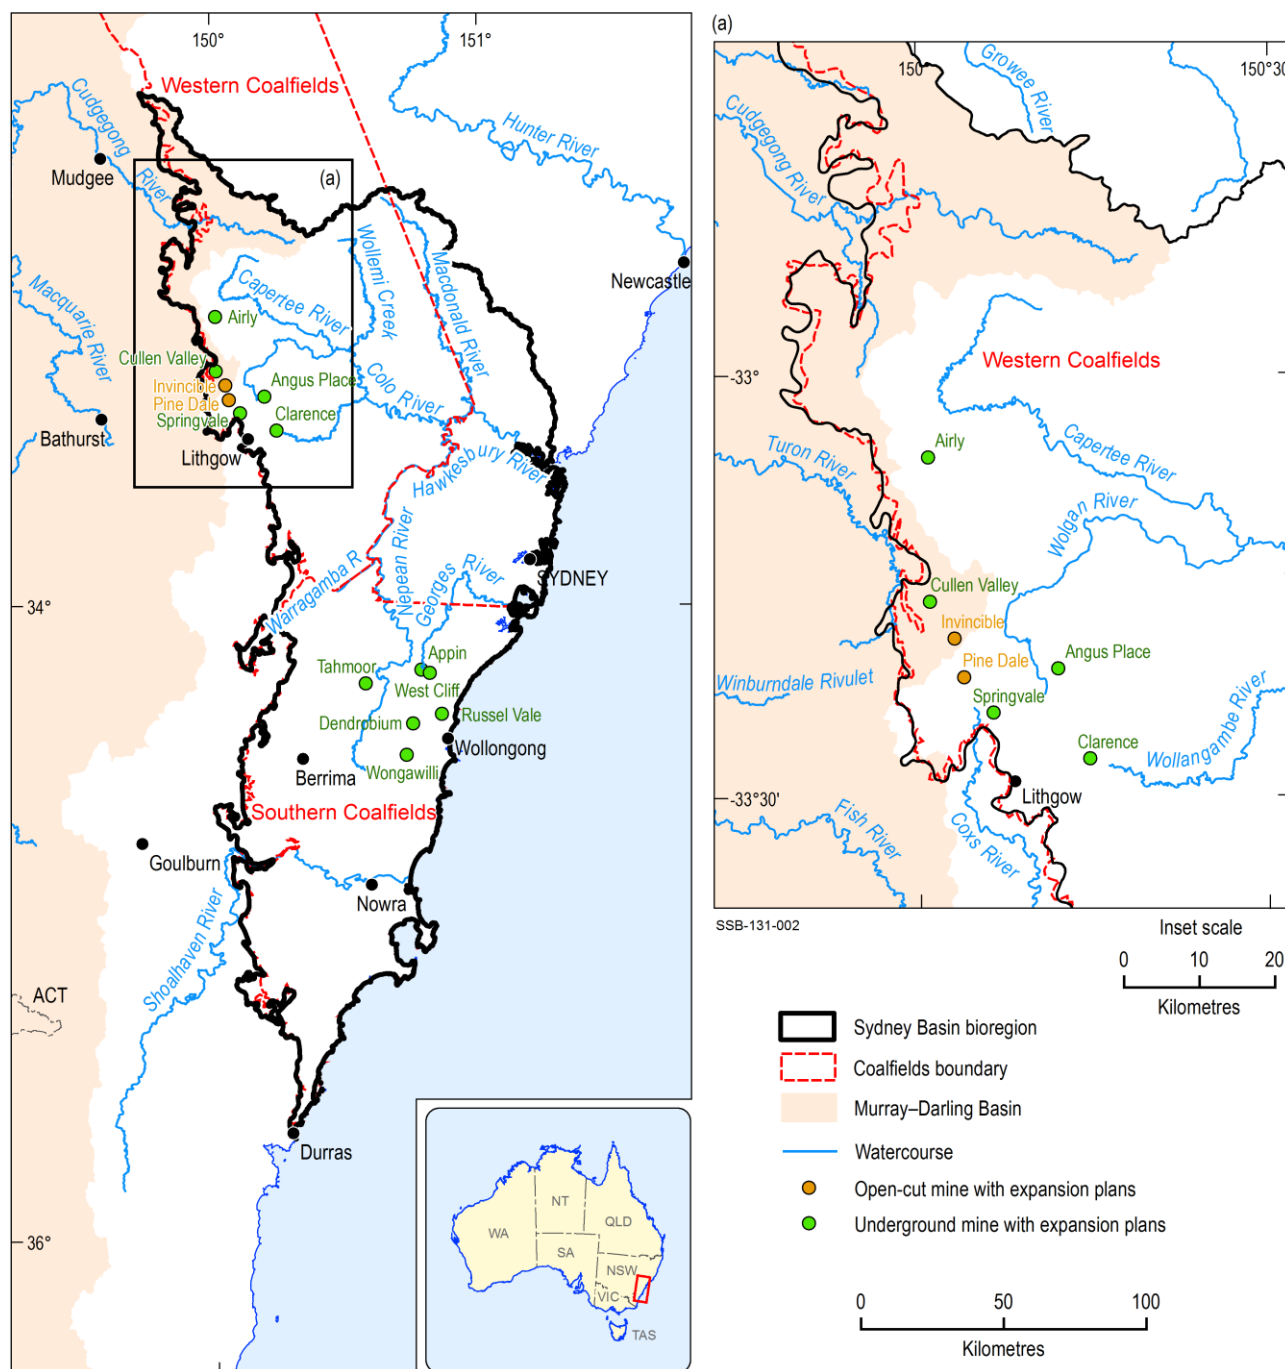 150°
151°
Western Coalfields
Cudgegong
River
Hunter River
Mudgee
(a)
Wollemi Creek
Macdonald River
Newcastle
Macquarie River
Capertee River
Airly
Cullen Valley
Invincible
Pine Dale
Springvale
Angus Place
Clarence
Colo River
Bathurst
Lithgow
Hawkesbury River
Nepean River
Georges River
SYDNEY
Warragamba R
-34°
Tahmoor
Appin
West Cliff
Dendrobium
Russel Vale
Wollongong
Berrima
Wongawilli
Southern Coalfields
Goulburn
Nowra
Shoalhaven River
ACT
Durras
-36°
WA
NT
QLD
SA
NSW
VIC
TAS
(a)
150°
150°30'
Growee River
Cudgegong River
-33°
Western Coalfields
Airly
Capertee River
Turon River
Wolgan River
Cullen Valley
Invincible
Pine Dale
Angus Place
Winburndale Rivulet
Springvale
Clarence
Wollangambe River
-33°30'
Lithgow
Fish River
Coxs River
SSB-131-002
Inset scale
0 10 20
Kilometres
Sydney Basin bioregion
Coalfields boundary
Murray–Darling Basin
Watercourse
Open-cut mine with expansion plans
Underground mine with expansion plans
0 50 100
Kilometres